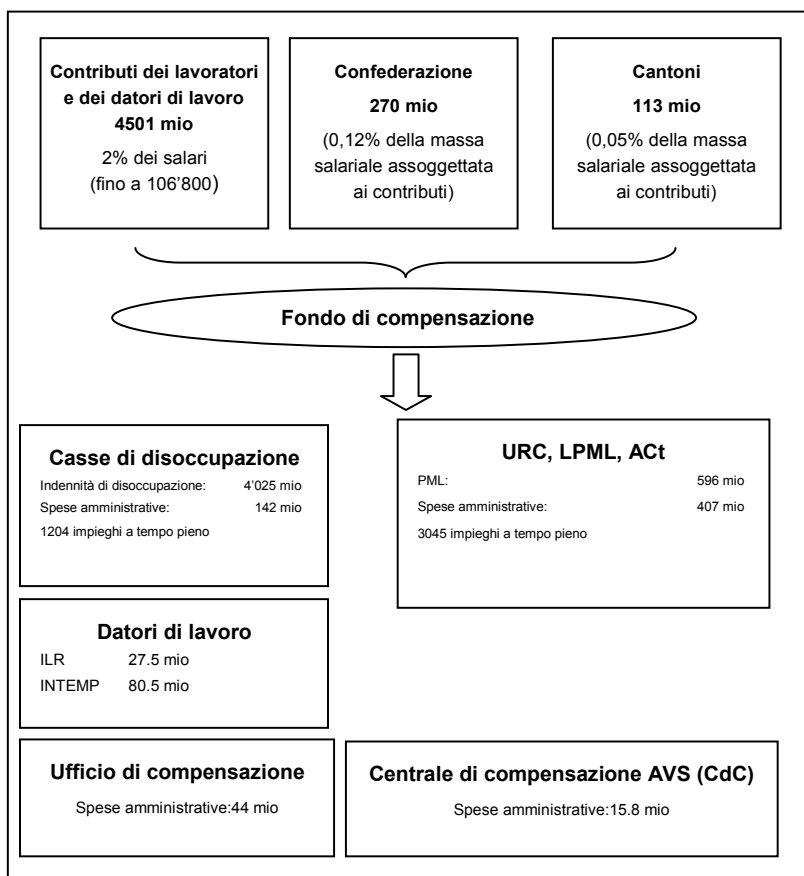 Contributi dei lavoratori
e dei datori di lavoro
4501 mio
2% dei salari
(fino a 106’800)
Confederazione
270 mio
(0,12% della massa
salariale assoggettata
ai contributi)
Cantoni
113 mio
(0,05% della massa
salariale assoggettata
ai contributi)
Fondo di compensazione
Casse di disoccupazione
Indennità di disoccupazione: 4’025 mio
Spese amministrative: 142 mio
1204 impieghi a tempo pieno
URC, LPML, ACt
PML: 596 mio
Spese amministrative: 407 mio
3045 impieghi a tempo pieno
Datori di lavoro
ILR 27.5 mio
INTEMP 80.5 mio
Ufficio di compensazione
Spese amministrative:44 mio
Centrale di compensazione AVS (CdC)
Spese amministrative:15.8 mio